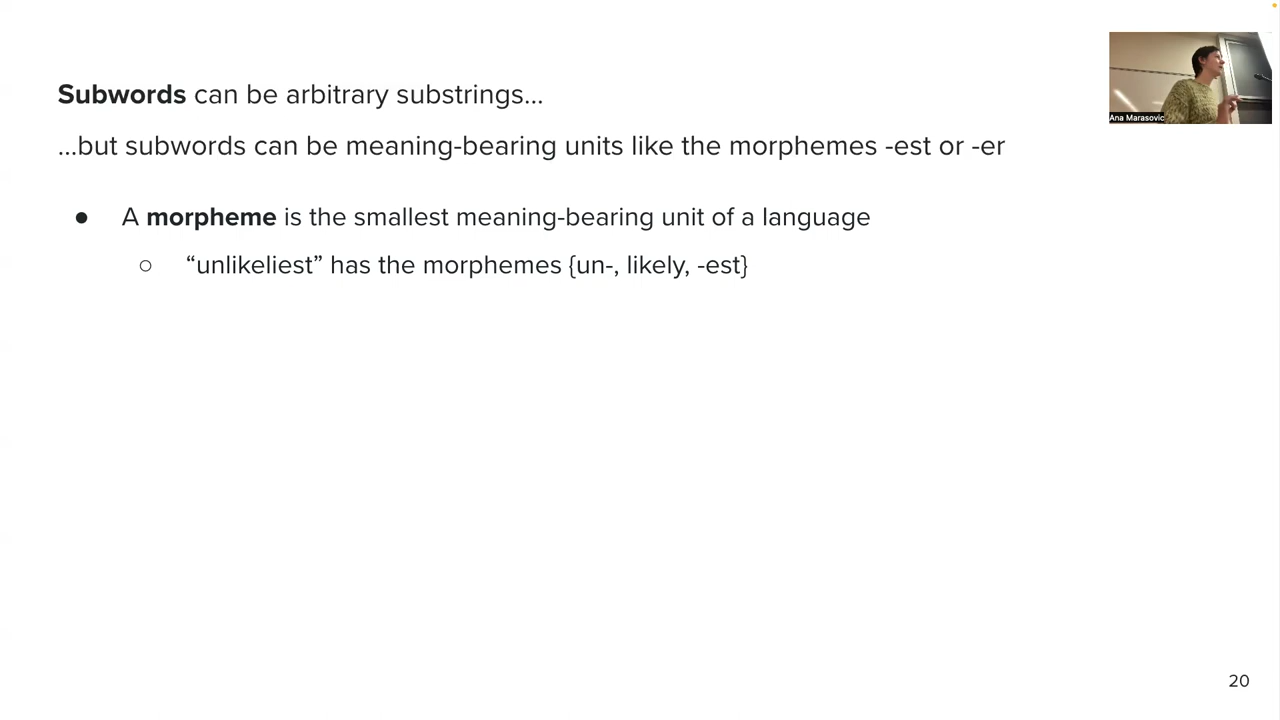 Subwords can be arbitrary substrings...
...but subwords can be meaning-bearing units like the morphemes -est or -er
● A morpheme is the smallest meaning-bearing unit of a language
○ “unlikeliest” has the morphemes {un-, likely, -est}
Ana Marasovic
20